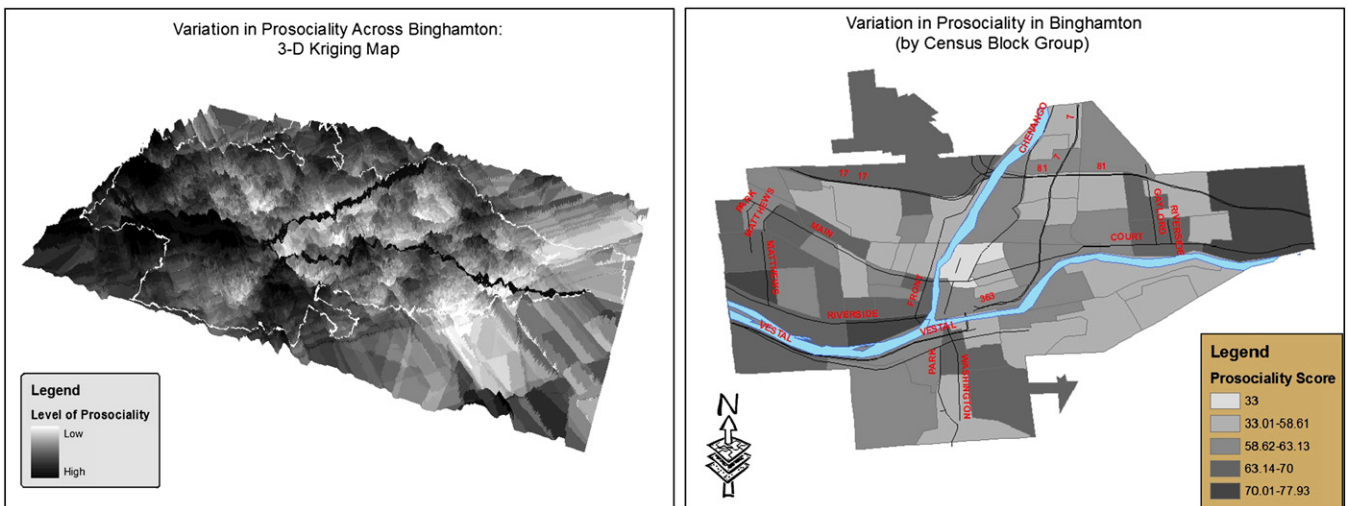 Variation in Prosociality Across Binghamton:
3-D Kriging Map
Legend
Level of Prosociality
Low
High
Variation in Prosociality in Binghamton
(by Census Block Group)
CHENANGO
7
7
81
81
17
17
PARK
MATTHEWS
MAIN
MATTHEWS
GAYLORD
RIVERSIDE
COURT
FRONT
363
RIVERSIDE
VESTAL
VESTAL
PARK
WASHINGTON
N
Legend
Prosociality Score
33
33.01-58.61
58.62-63.13
63.14-70
70.01-77.93